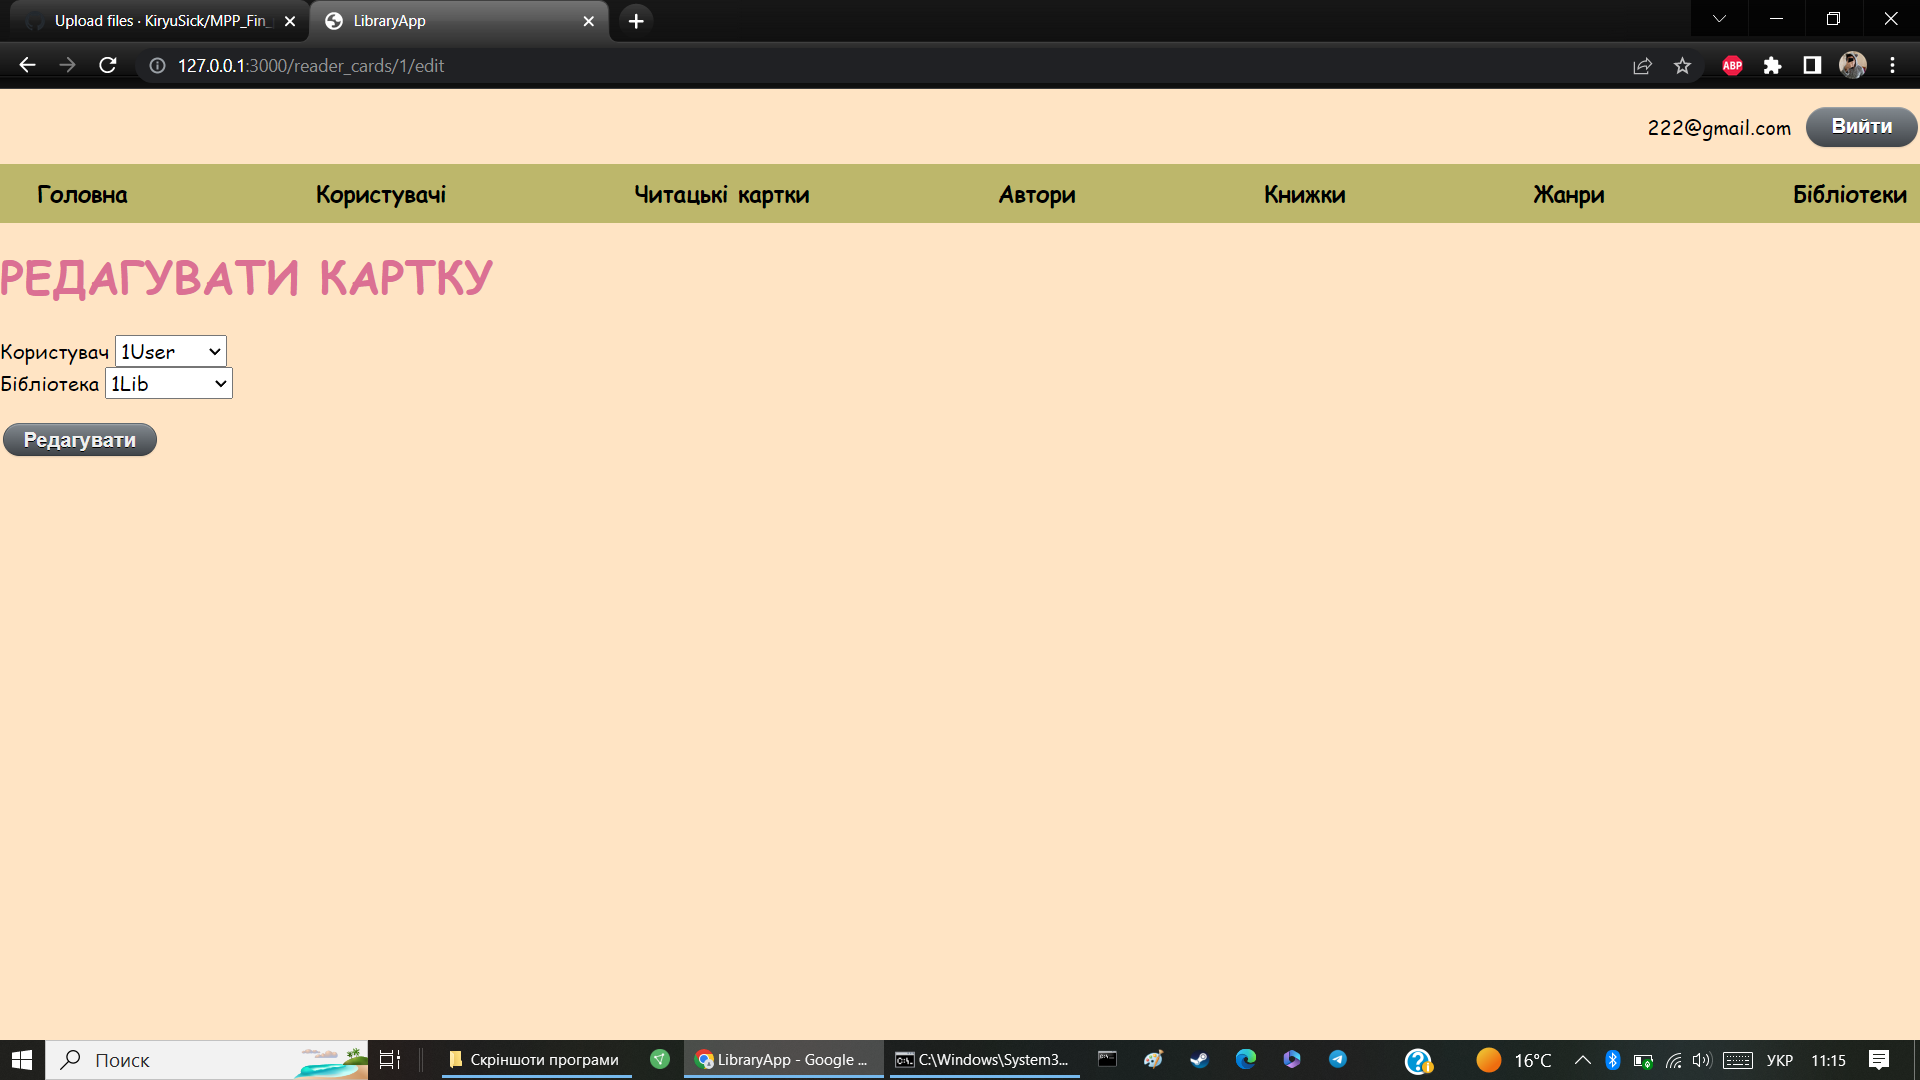 Upload files · KiryuSick/MPP_Fin_
LibraryApp
127.0.0.1:3000/reader_cards/1/edit
ABP
222@gmail.com Вийти
Головна Користувачі Читацькі картки Автори Книжки Жанри Бібліотеки
РЕДАГУВАТИ КАРТКУ
Користувач 1User
Бібліотека 1Lib
Редагувати
Поиск
Скріншоти програми
LibraryApp - Google ...
C:\Windows\System3...
16°C
УКР
11:15